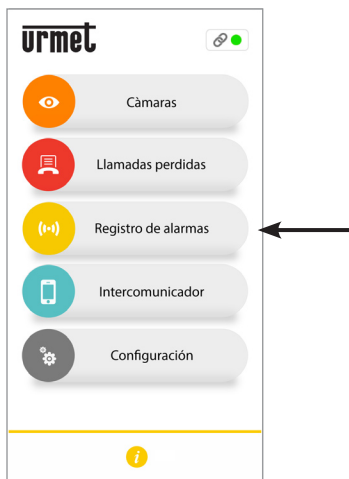 urmet
Càmaras
Llamadas perdidas
Registro de alarmas
Intercomunicador
Configuración
i